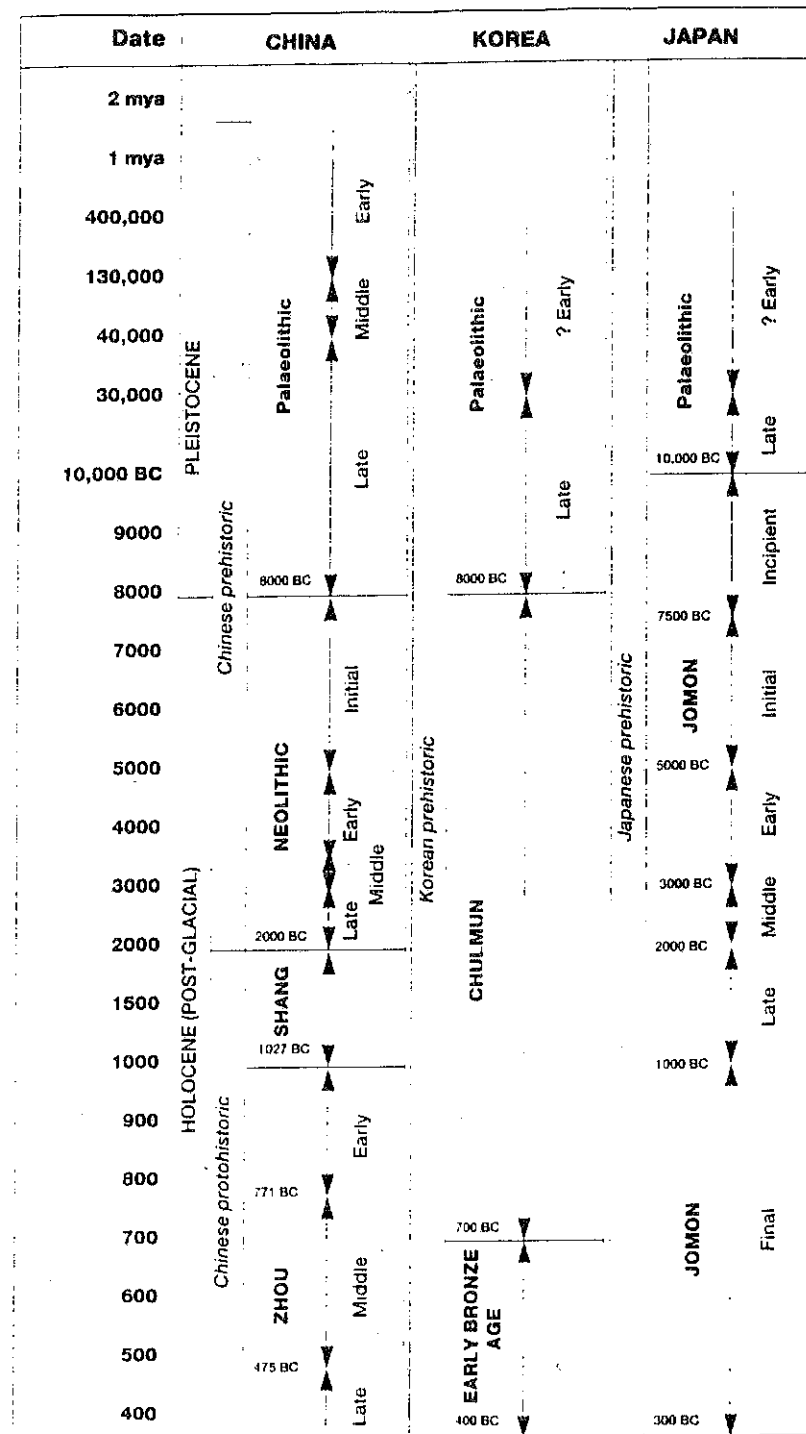 Date CHINA KOREA JAPAN
2 mya
1 mya
400,000
130,000
40,000
30,000
10,000 BC
9000
8000
7000
6000
5000
4000
3000
2000
1500
1000
900
800
700
600
500
400
PLEISTOCENE
HOLOCENE (POST-GLACIAL)
Chinese prehistoric
Chinese protohistoric
Palaeolithic
Early
Middle
Late
8000 BC
NEOLITHIC
Initial
Early
Middle
Late
2000 BC
SHANG
1027 BC
ZHOU
Early
771 BC
Middle
475 BC
Late
Korean prehistoric
Palaeolithic
? Early
Late
8000 BC
CHULMUN
700 BC
EARLY BRONZE
AGE
400 BC
Japanese prehistoric
Palaeolithic
? Early
Late
10,000 BC
JOMON
Incipient
7500 BC
Initial
5000 BC
Early
3000 BC
Middle
2000 BC
Late
1000 BC
JOMON
Final
300 BC